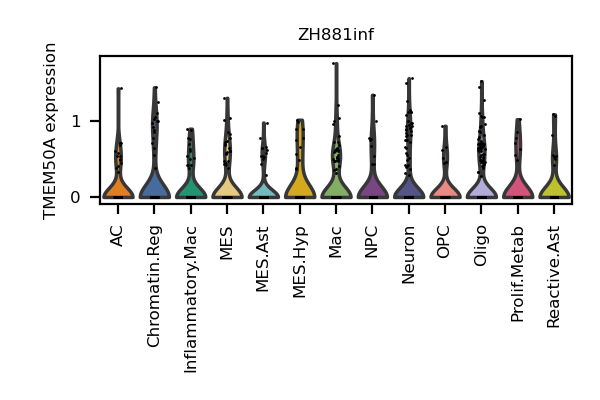 ZH881inf
TMEM50A expression
1
0
AC
Chromatin.Reg
Inflammatory.Mac
MES
MES.Ast
MES.Hyp
Mac
NPC
Neuron
OPC
Oligo
Prolif.Metab
Reactive.Ast